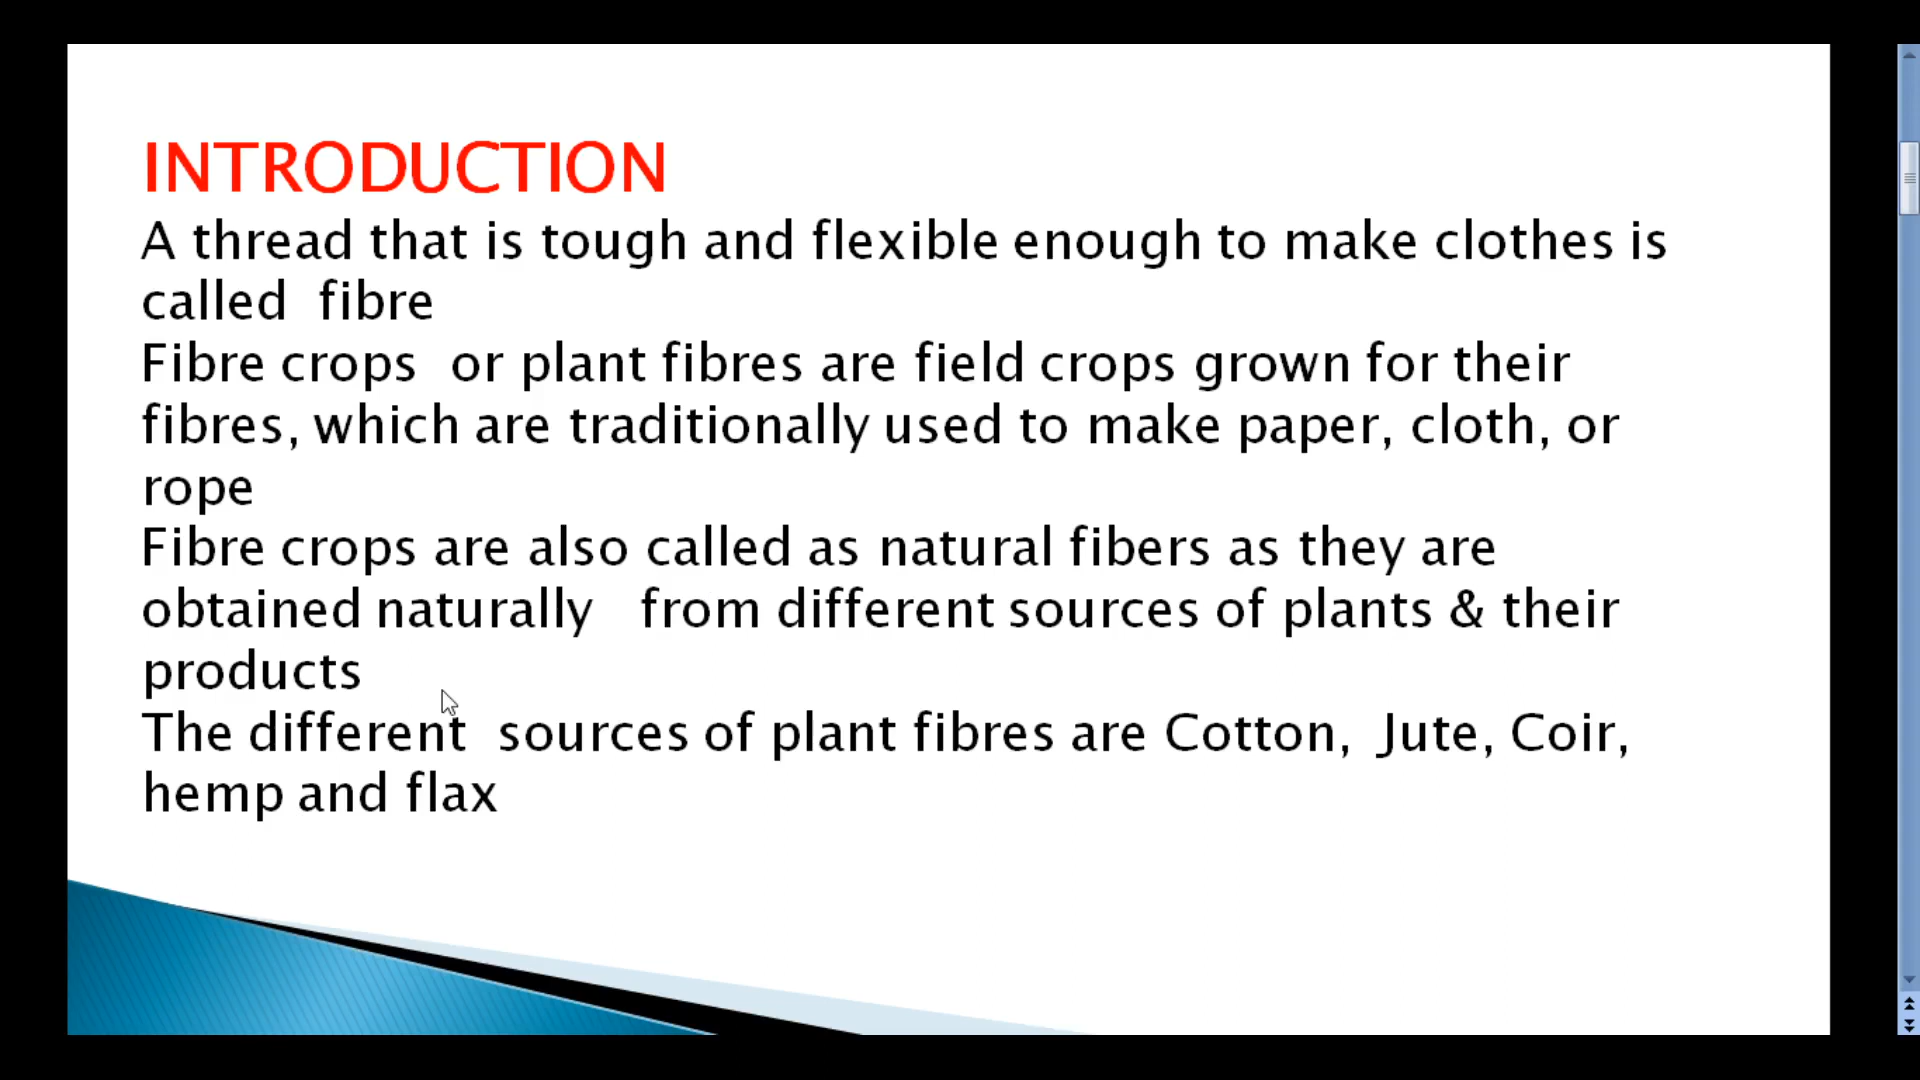 INTRODUCTION
A thread that is tough and flexible enough to make clothes is
called  fibre
Fibre crops  or plant fibres are field crops grown for their
fibres, which are traditionally used to make paper, cloth, or
rope
Fibre crops are also called as natural fibers as they are
obtained naturally   from different sources of plants & their
products
The different  sources of plant fibres are Cotton,  Jute, Coir,
hemp and flax